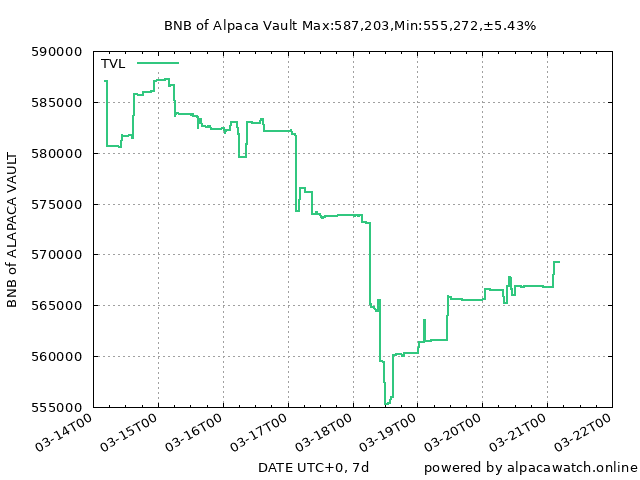 BNB of Alpaca Vault Max:587,203,Min:555,272,±5.43%
590000
TVL
585000
580000
575000
570000
565000
560000
555000
BNB of ALAPACA VAULT
03-14T00
03-15T00
03-16T00
03-17T00
03-18T00
03-19T00
03-20T00
03-21T00
03-22T00
DATE UTC+0, 7d
powered by alpacawatch.online